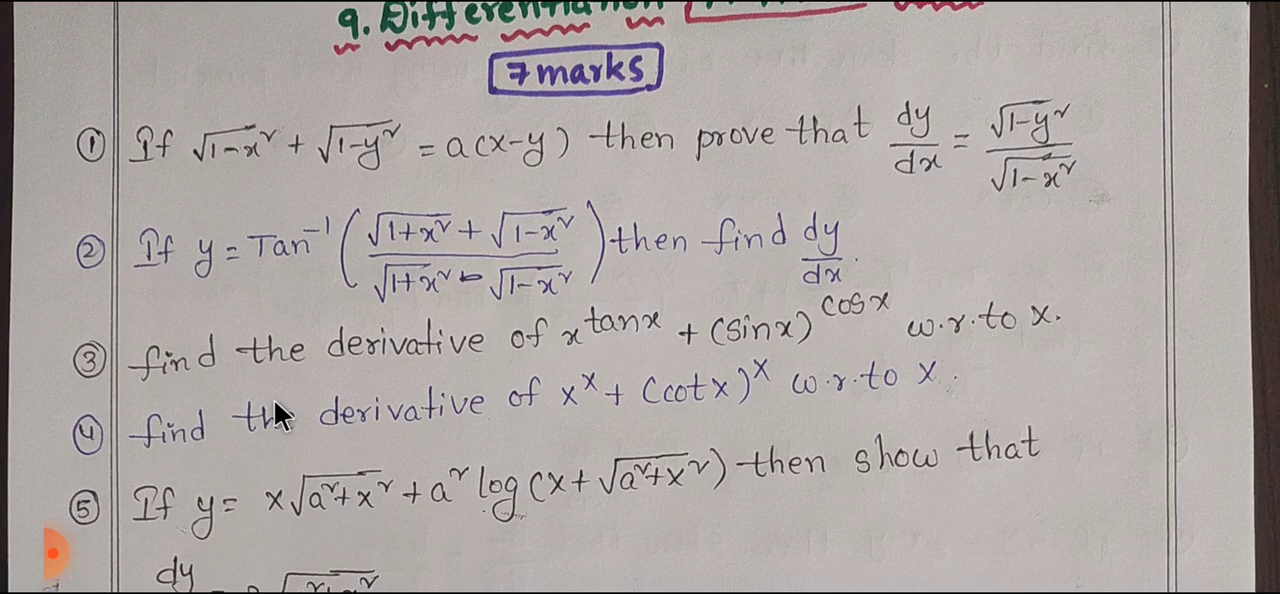 9. Differentiation
7 marks
① If √1-x² + √1-y² = a(x-y) then prove that dy/dx = √1-y²/√1-x²
② If y = Tan⁻¹ (√1+x² + √1-x² / √1+x² - √1-x²) then find dy/dx.
③ find the derivative of x^tanx + (sinx)^cosx w.r.to x.
④ find the derivative of x^x + (cotx)^x w.r.to x.
⑤ If y = x√a²+x² + a² log(x+√a²+x²) then show that
dy